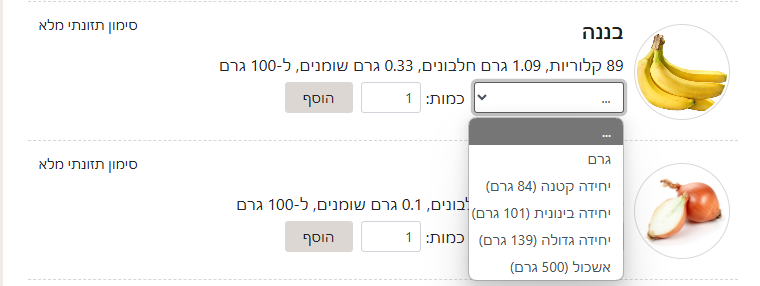 בננה
סימון תזונתי מלא
89 קלוריות, 1.09 גרם חלבונים, 0.33 גרם שומנים, ל-100 גרם
... כמות: 1 הוסף
...
גרם
יחידה קטנה (84 גרם)
יחידה בינונית (101 גרם)
יחידה גדולה (139 גרם)
אשכול (500 גרם)
סימון תזונתי מלא
0.1 גרם שומנים, ל-100 גרם
כמות: 1 הוסף